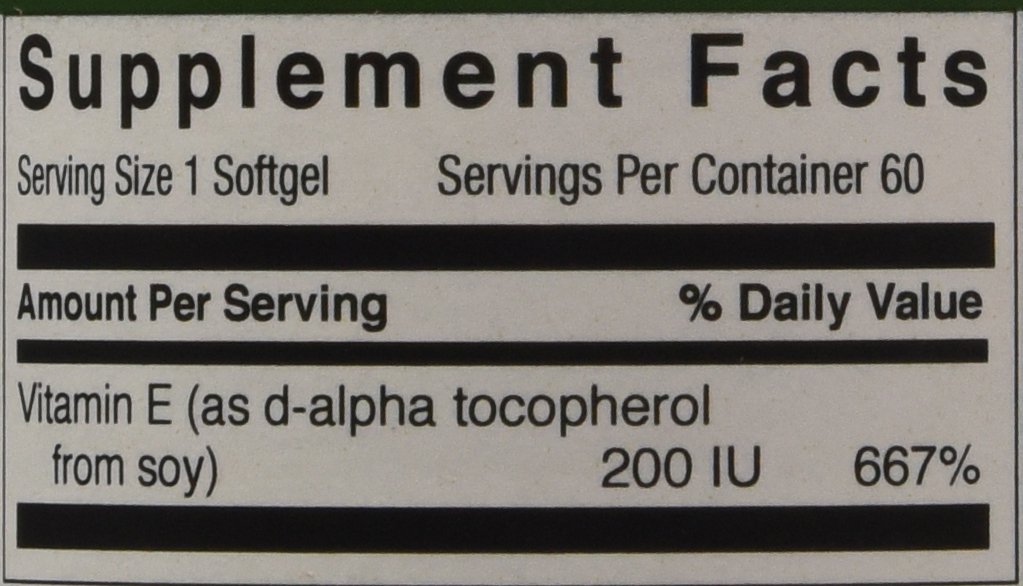 Supplement Facts
Serving Size 1 Softgel Servings Per Container 60
Amount Per Serving % Daily Value
Vitamin E (as d-alpha tocopherol
from soy) 200 IU 667%